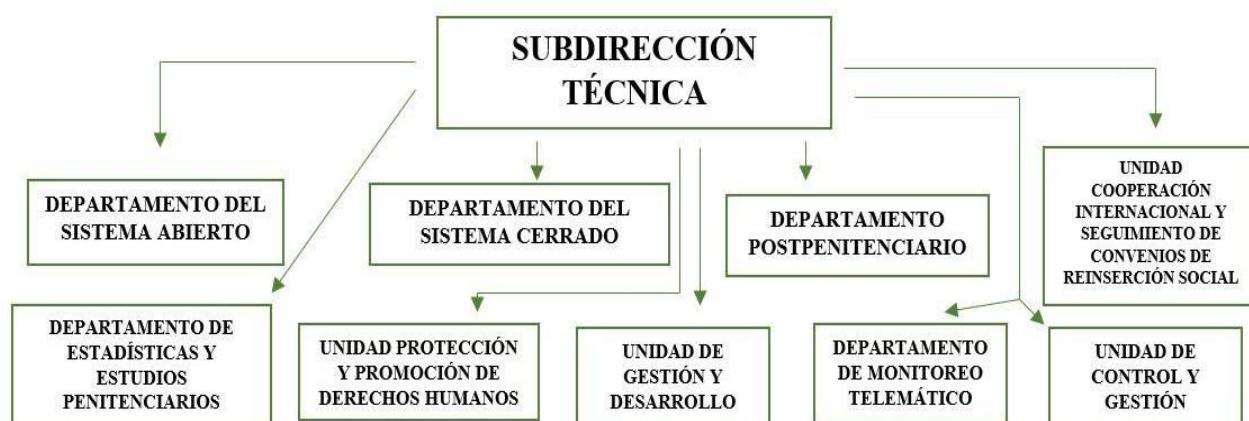 SUBDIRECCIÓN
TÉCNICA
DEPARTAMENTO DEL
SISTEMA ABIERTO
DEPARTAMENTO DEL
SISTEMA CERRADO
DEPARTAMENTO
POSTPENITENCIARIO
UNIDAD
COOPERACIÓN
INTERNACIONAL Y
SEGUIMIENTO DE
CONVENIOS DE
REINSERCIÓN SOCIAL
DEPARTAMENTO DE
ESTADÍSTICAS Y
ESTUDIOS
PENITENCIARIOS
UNIDAD PROTECCIÓN
Y PROMOCIÓN DE
DERECHOS HUMANOS
UNIDAD DE
GESTIÓN Y
DESARROLLO
DEPARTAMENTO
DE MONITOREO
TELEMÁTICO
UNIDAD DE
CONTROL Y
GESTIÓN